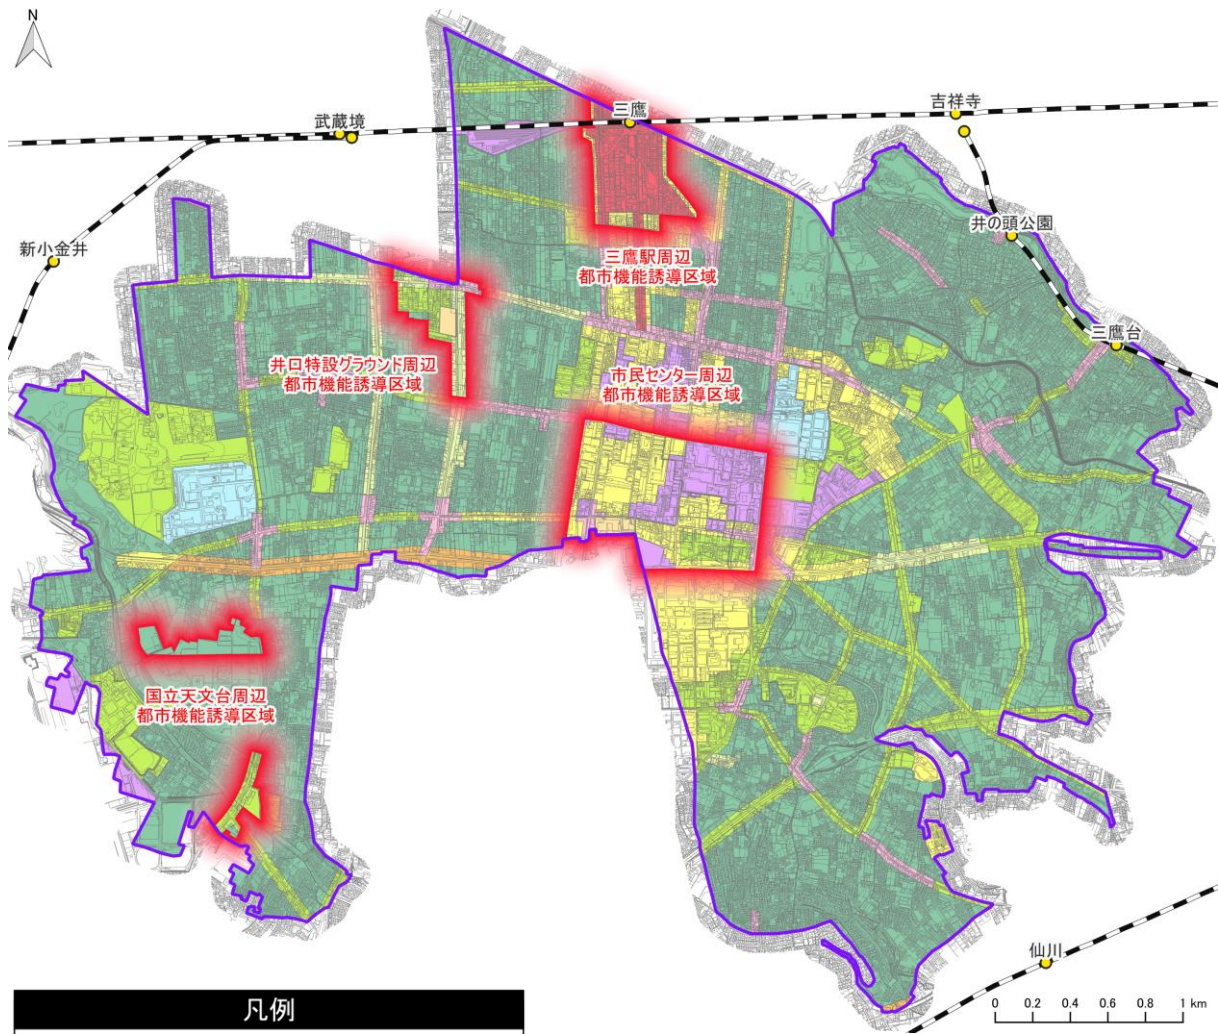 N
三鷹
吉祥寺
武蔵境
井の頭公園
新小金井
三鷹駅周辺
都市機能誘導区域
三鷹台
井口特設グラウンド周辺
都市機能誘導区域
市民センター周辺
都市機能誘導区域
国立天文台周辺
都市機能誘導区域
仙川
凡例
0 0.2 0.4 0.6 0.8 1 km